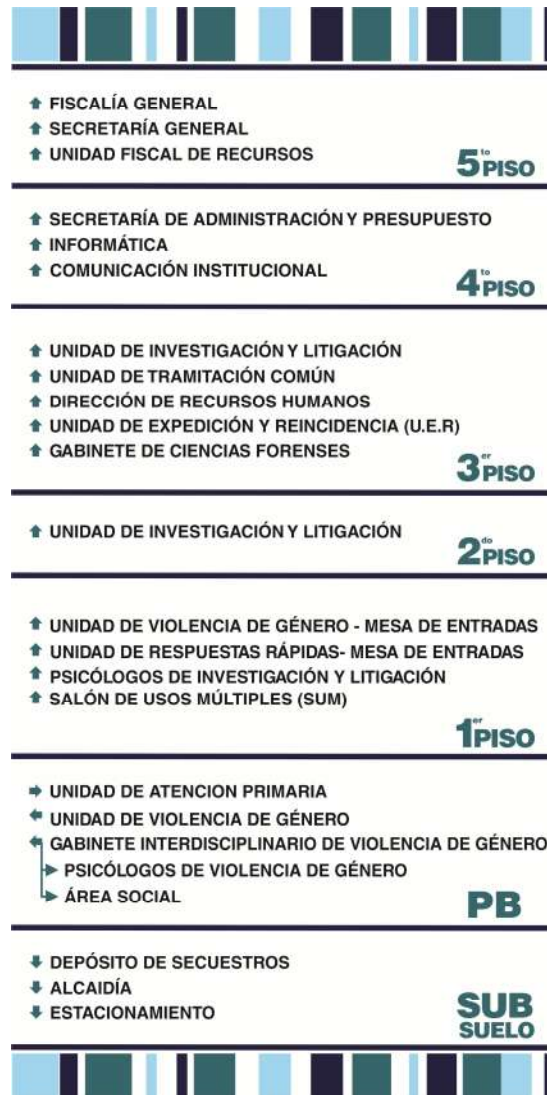 FISCALÍA GENERAL
SECRETARÍA GENERAL
UNIDAD FISCAL DE RECURSOS
5to PISO
SECRETARÍA DE ADMINISTRACIÓN Y PRESUPUESTO
INFORMÁTICA
COMUNICACIÓN INSTITUCIONAL
4to PISO
UNIDAD DE INVESTIGACIÓN Y LITIGACIÓN
UNIDAD DE TRAMITACIÓN COMÚN
DIRECCIÓN DE RECURSOS HUMANOS
UNIDAD DE EXPEDICIÓN Y REINCIDENCIA (U.E.R)
GABINETE DE CIENCIAS FORENSES
3er PISO
UNIDAD DE INVESTIGACIÓN Y LITIGACIÓN
2do PISO
UNIDAD DE VIOLENCIA DE GÉNERO - MESA DE ENTRADAS
UNIDAD DE RESPUESTAS RÁPIDAS- MESA DE ENTRADAS
PSICÓLOGOS DE INVESTIGACIÓN Y LITIGACIÓN
SALÓN DE USOS MÚLTIPLES (SUM)
1er PISO
UNIDAD DE ATENCION PRIMARIA
UNIDAD DE VIOLENCIA DE GÉNERO
GABINETE INTERDISCIPLINARIO DE VIOLENCIA DE GÉNERO
PSICÓLOGOS DE VIOLENCIA DE GÉNERO
ÁREA SOCIAL
PB
DEPÓSITO DE SECUESTROS
ALCAIDÍA
ESTACIONAMIENTO
SUB
SUELO